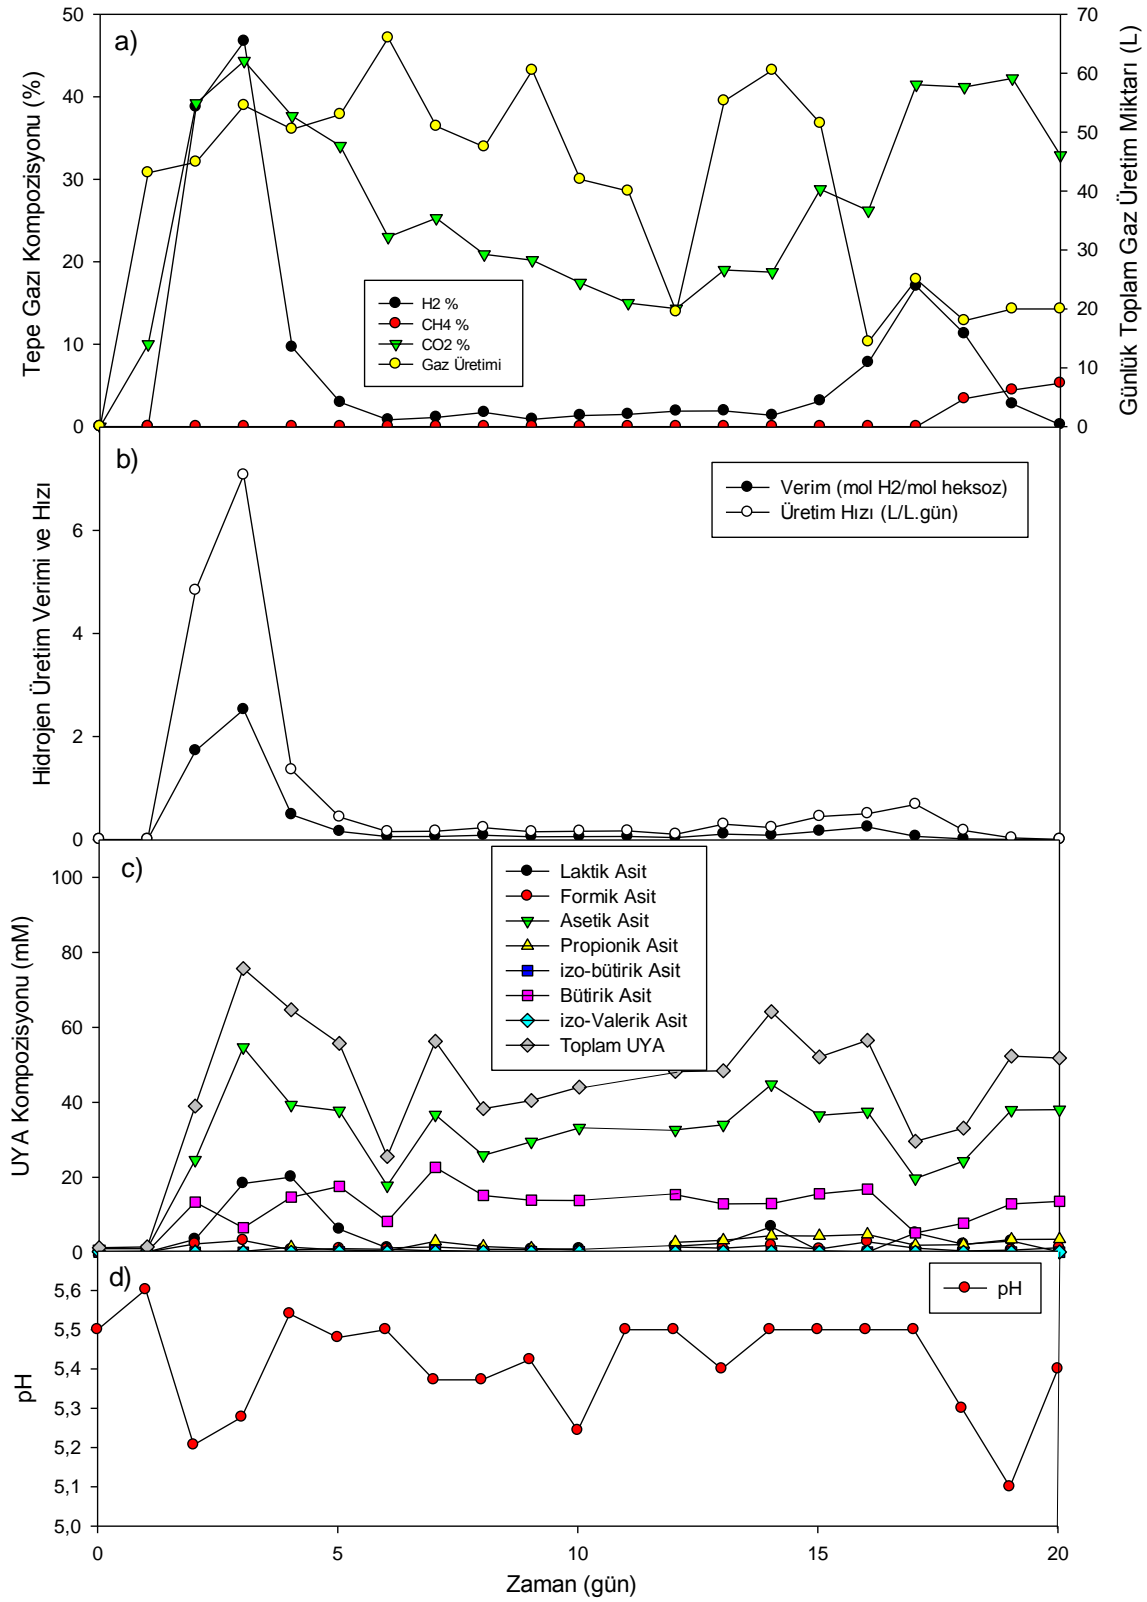 a)
Tepe Gazı Kompozisyonu (%)
50
40
30
20
10
0
Günlük Toplam Gaz Üretim Miktarı (L)
70
60
50
40
30
20
10
0
H2 %
CH4 %
CO2 %
Gaz Üretimi
b)
Hidrojen Üretim Verimi ve Hızı
6
4
2
0
Verim (mol H2/mol heksoz)
Üretim Hızı (L/L.gün)
c)
UYA Kompozisyonu (mM)
100
80
60
40
20
0
Laktik Asit
Formik Asit
Asetik Asit
Propionik Asit
izo-bütirik Asit
Bütirik Asit
izo-Valerik Asit
Toplam UYA
d)
pH
5,6
5,5
5,4
5,3
5,2
5,1
5,0
pH
0 5 10 15 20
Zaman (gün)